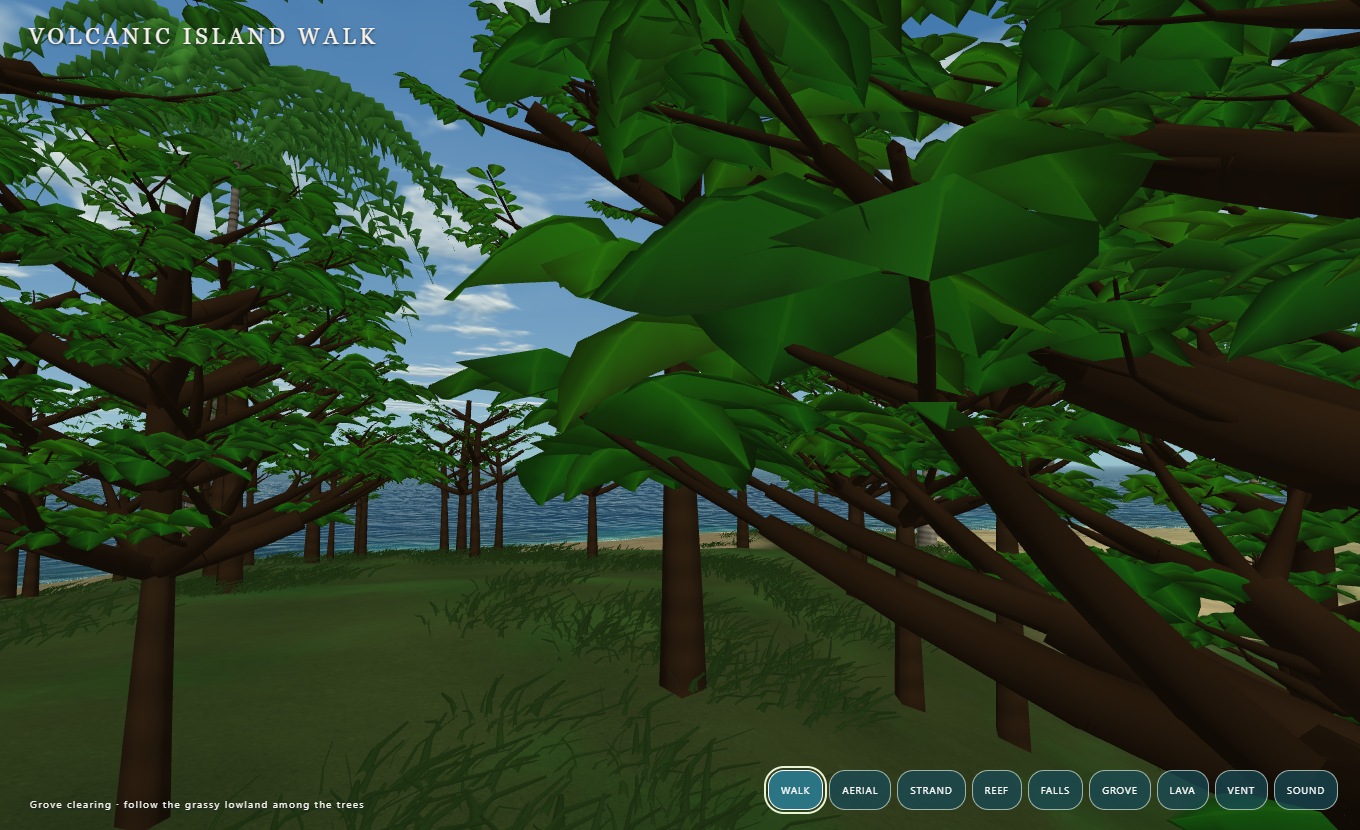 VOLCANIC ISLAND WALK
Grove clearing · follow the grassy lowland among the trees
WALK
AERIAL
STRAND
REEF
FALLS
GROVE
LAVA
VENT
SOUND